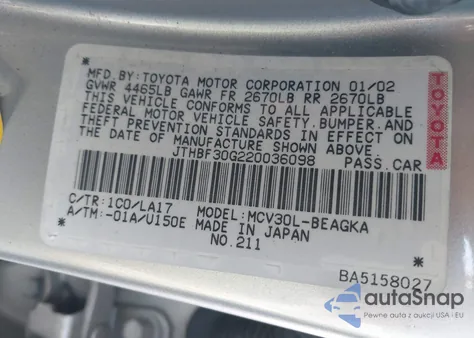 MFD.BY:TOYOTA MOTOR CORPORATION 01/02
GVWR 4465LB GAWR FR 2670LB RR 2670LB
THIS VEHICLE CONFORMS TO ALL APPLICABLE
FEDERAL MOTOR VEHICLE SAFETY,BUMPER,AND
THEFT PREVENTION STANDARDS IN EFFECT ON
THE DATE OF MANUFACTURE SHOWN ABOVE.
JTHBF30G220036098 PASS.CAR
TOYOTA
C/TR:1C0/LA17 MODEL:MCV30L-BEAGKA
A/TM:-01A/U150E MADE IN JAPAN
NO.211
BA5158027
autoSnap
Pewne auto z USA i EU